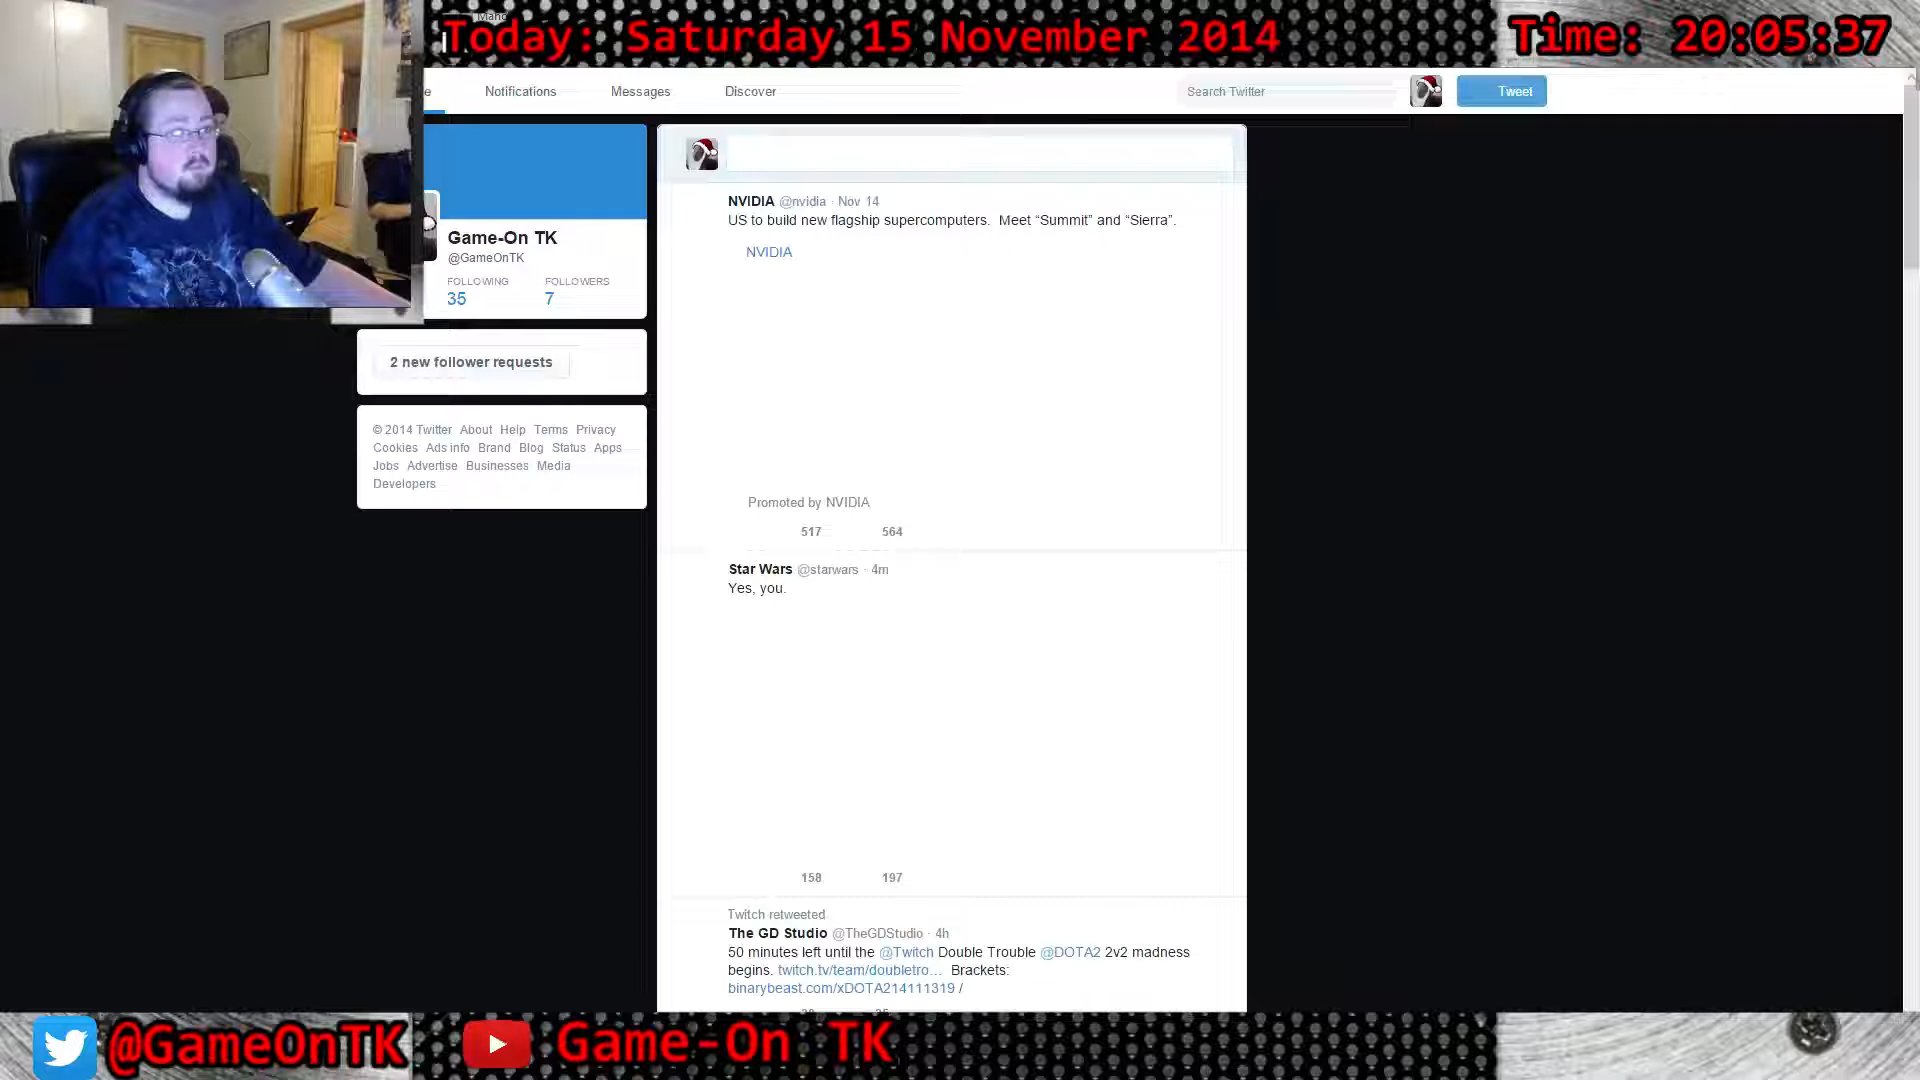 Today: Saturday 15 November 2014
Time: 20:05:37
Notifications
Messages
Discover
Search Twitter
Tweet
Game-On TK
@GameOnTK
FOLLOWING
FOLLOWERS
35
7
2 new follower requests
© 2014 Twitter About Help Terms Privacy
Cookies Ads info Brand Blog Status Apps
Jobs Advertise Businesses Media
Developers
NVIDIA @nvidia · Nov 14
US to build new flagship supercomputers. Meet “Summit” and “Sierra”.
NVIDIA
Promoted by NVIDIA
517 564
Star Wars @starwars · 4m
Yes, you.
158 197
Twitch retweeted
The GD Studio @TheGDStudio · 4h
50 minutes left until the @Twitch Double Trouble @DOTA2 2v2 madness
begins. twitch.tv/team/doubletro… Brackets:
binarybeast.com/xDOTA214111319 /
@GameOnTK
Game-On TK